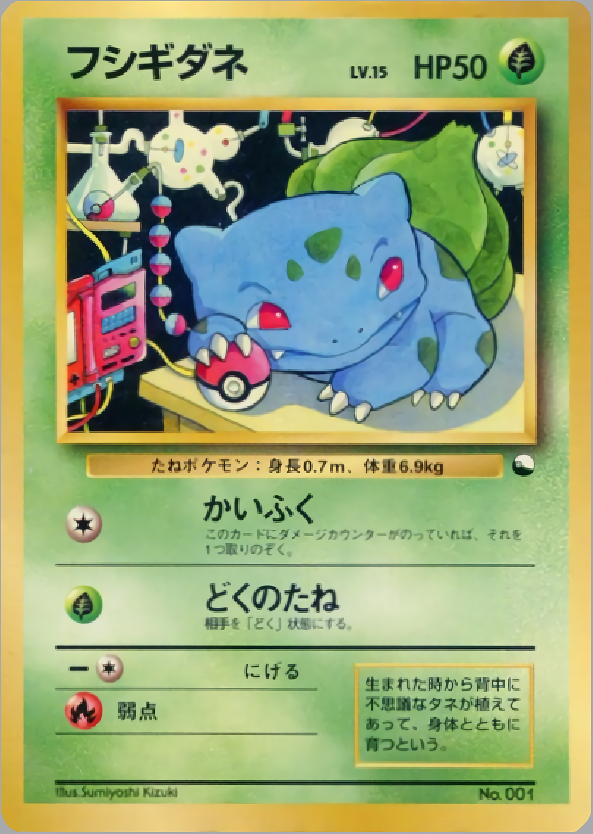 フシギダネ LV.15 HP50
たねポケモン：身長0.7m、体重6.9kg
かいふく
このカードにダメージカウンターがのっていれば、それを
1つ取りのぞく。
どくのたね
相手を「どく」状態にする。
ー にげる
弱点
生まれた時から背中に
不思議なタネが植えて
あって、身体とともに
育つという。
Illus.Sumiyoshi Kizuki No.001